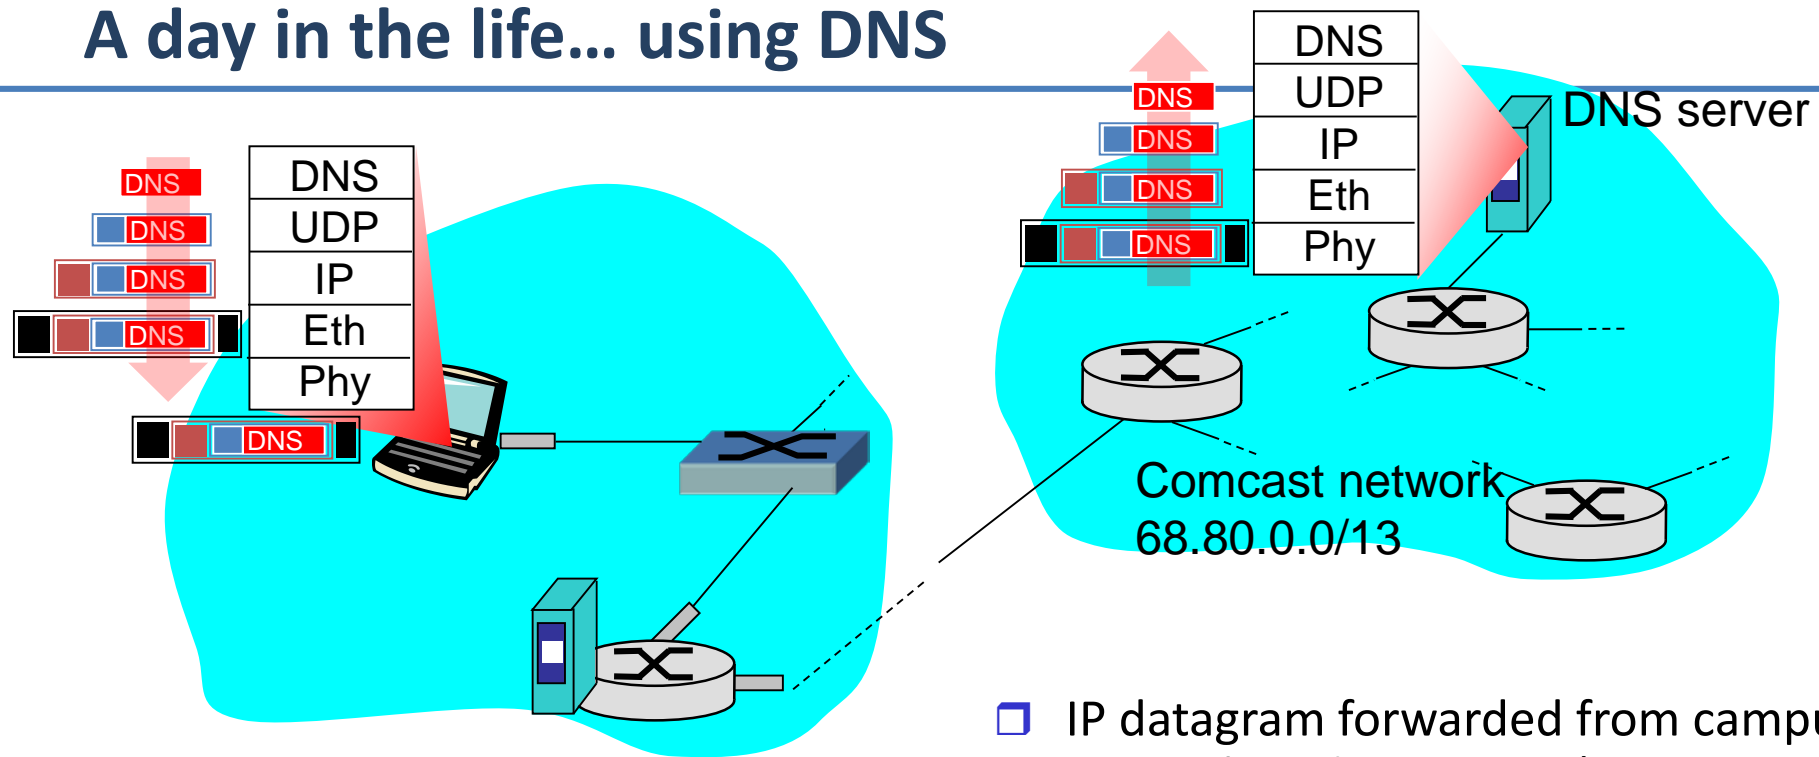 A day in the life… using DNS
DNS
UDP
IP
Eth
Phy
DNS
DNS
DNS
DNS
DNS
DNS
UDP
IP
Eth
Phy
DNS
DNS
DNS
DNS
DNS server
Comcast network
68.80.0.0/13
IP datagram forwarded from campu